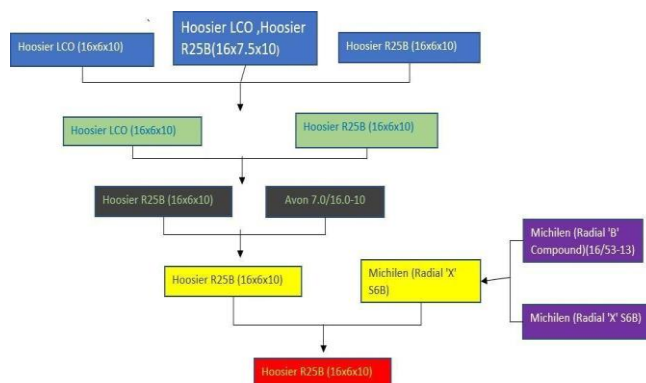 Hoosier LCO (16x6x10)
Hoosier LCO ,Hoosier
R25B(16x7.5x10)
Hoosier R25B (16x6x10)
Hoosier LCO (16x6x10)
Hoosier R25B (16x6x10)
Hoosier R25B (16x6x10)
Avon 7.0/16.0-10
Michilen (Radial 'B'
Compound)(16/53-13)
Hoosier R25B (16x6x10)
Michilen (Radial 'X'
S6B)
Michilen (Radial 'X' S6B)
Hoosier R25B (16x6x10)